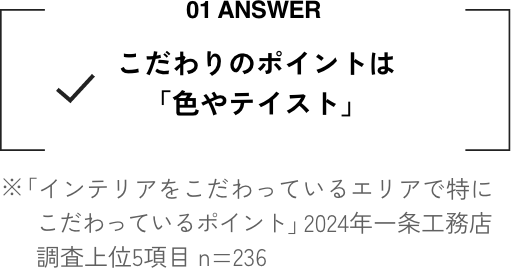 01 ANSWER
こだわりのポイントは
「色やテイスト」
※「インテリアをこだわっているエリアで特に
こだわっているポイント」2024年一条工務店
調査上位5項目 n=236